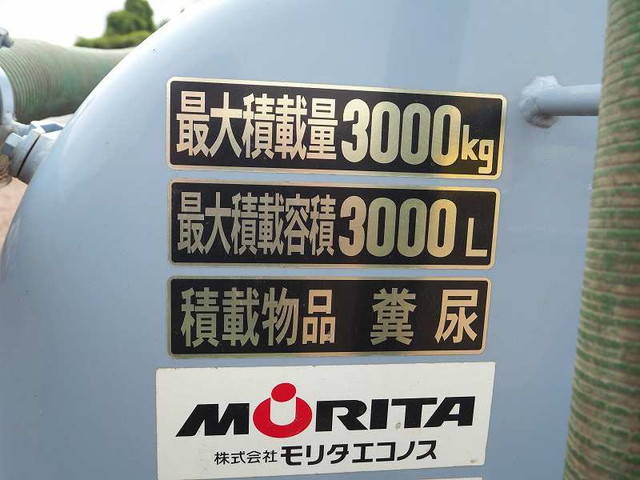 最大積載量3000kg
最大積載容積3000L
積載物品 糞 尿
MORITA
株式会社モリタエコノス